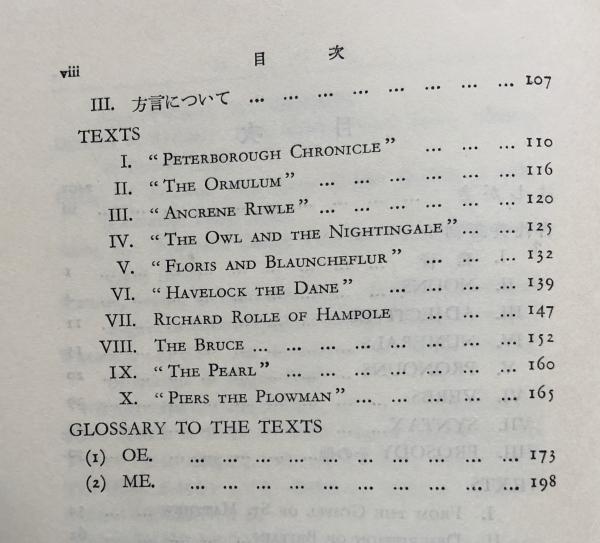 viii 目 次
III. 方言について ... ... ... ... ... ... ... ... 107
TEXTS
I. “PETERBOROUGH CHRONICLE” ... ... ... 110
II. “THE ORMULUM” ... ... ... ... ... ... 116
III. “ANCRENE RIWLE” ... ... ... ... ... ... 120
IV. “THE OWL AND THE NIGHTINGALE” ... ... ... 125
V. “FLORIS AND BLAUNCHEFLUR” ... ... ... 132
VI. “HAVELOCK THE DANE” ... ... ... ... ... 139
VII. RICHARD ROLLE OF HAMPOLE ... ... ... 147
VIII. THE BRUCE ... ... ... ... ... ... ... ... 152
IX. “THE PEARL” ... ... ... ... ... ... ... 160
X. “PIERS THE PLOWMAN” ... ... ... ... ... 165
GLOSSARY TO THE TEXTS
(1) OE. ... ... ... ... ... ... ... ... ... ... 173
(2) ME. ... ... ... ... ... ... ... ... ... ... 198